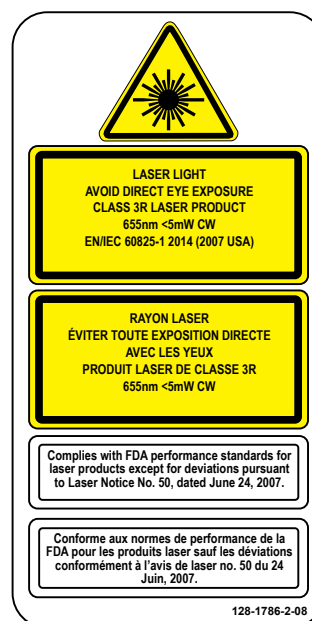 LASER LIGHT
AVOID DIRECT EYE EXPOSURE
CLASS 3R LASER PRODUCT
655nm <5mW CW
EN/IEC 60825-1 2014 (2007 USA)
RAYON LASER
ÉVITER TOUTE EXPOSITION DIRECTE
AVEC LES YEUX
PRODUIT LASER DE CLASSE 3R
655nm <5mW CW
Complies with FDA performance standards for
laser products except for deviations pursuant
to Laser Notice No. 50, dated June 24, 2007.
Conforme aux normes de performance de la
FDA pour les produits laser sauf les déviations
conformément à l'avis de laser no. 50 du 24
Juin, 2007.
128-1786-2-08